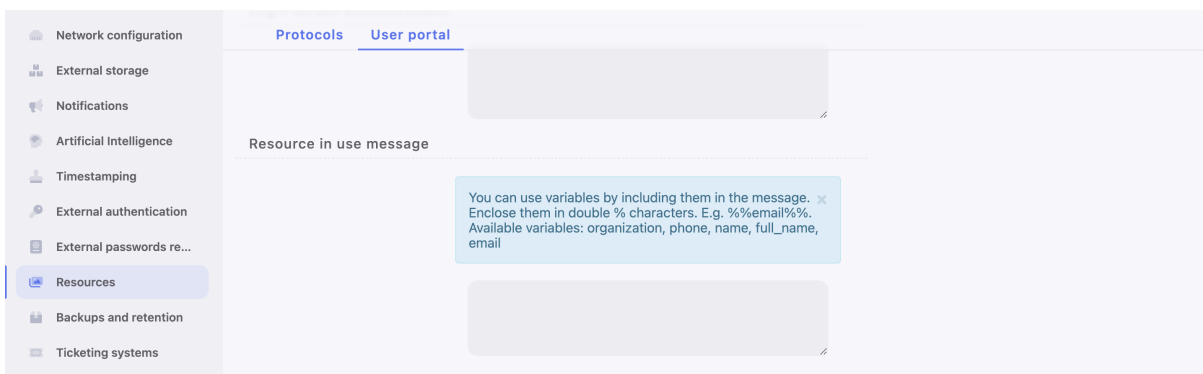 Network configuration
External storage
Notifications
Artificial Intelligence
Timestamping
External authentication
External passwords re...
Resources
Backups and retention
Ticketing systems
Protocols User portal
Resource in use message
You can use variables by including them in the message.
Enclose them in double % characters. E.g. %%email%%.
Available variables: organization, phone, name, full_name,
email